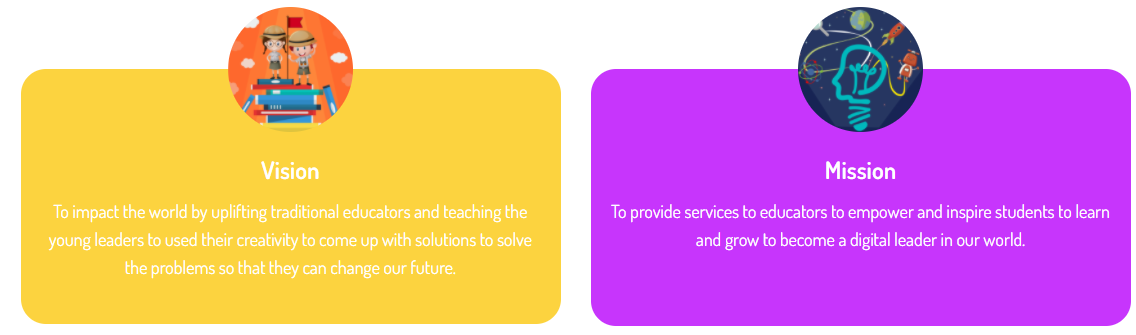 Vision
To impact the world by uplifting traditional educators and teaching the
young leaders to used their creativity to come up with solutions to solve
the problems so that they can change our future.
Mission
To provide services to educators to empower and inspire students to learn
and grow to become a digital leader in our world.